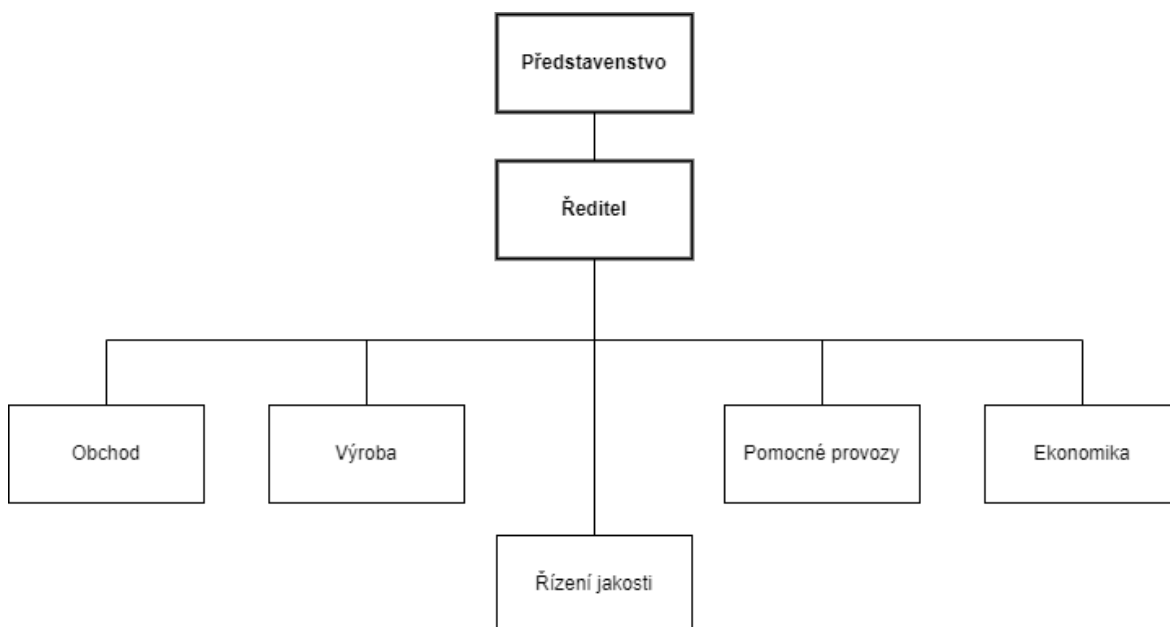 Představenstvo
Ředitel
Obchod
Výroba
Pomocné provozy
Ekonomika
Řízení jakosti